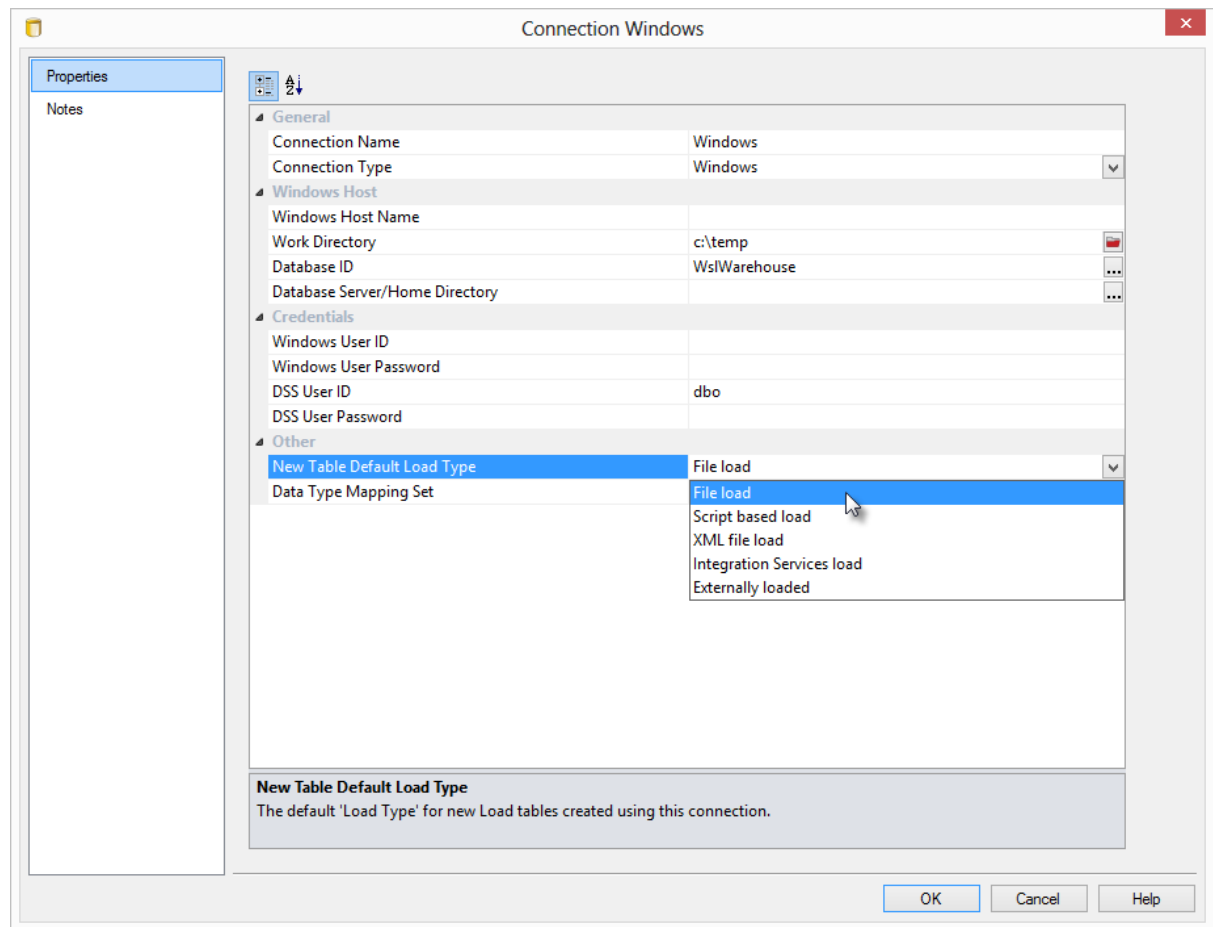 Connection Windows
Properties
Notes
General
Connection Name Windows
Connection Type Windows
Windows Host
Windows Host Name
Work Directory c:\temp
Database ID WslWarehouse
Database Server/Home Directory
Credentials
Windows User ID
Windows User Password
DSS User ID dbo
DSS User Password
Other
New Table Default Load Type File load
Data Type Mapping Set File load
Script based load
XML file load
Integration Services load
Externally loaded
New Table Default Load Type
The default 'Load Type' for new Load tables created using this connection.
OK Cancel Help